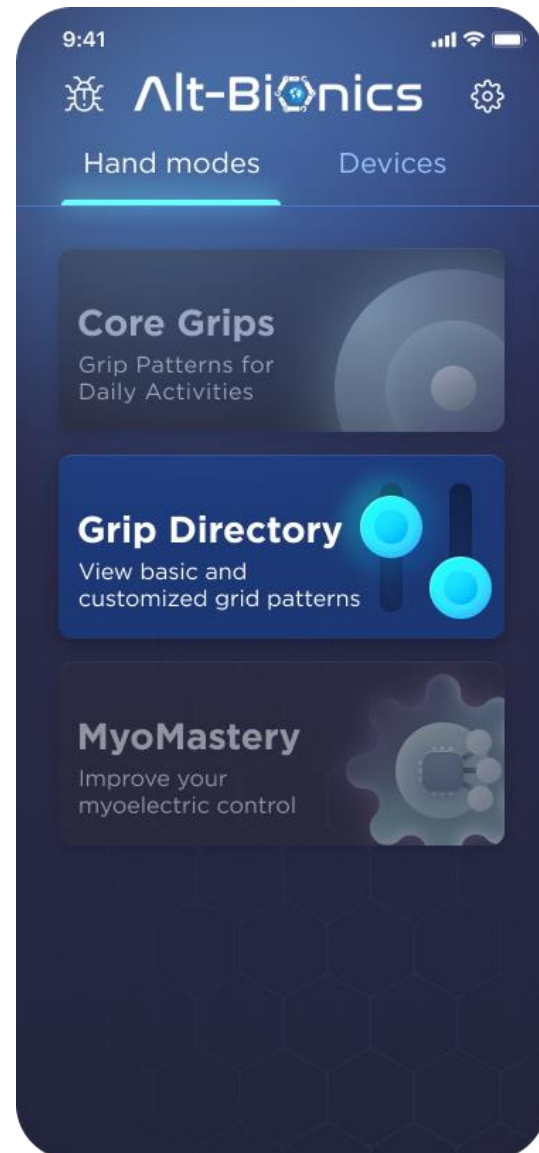 9:41
Alt-Bionics
Hand modes Devices
Core Grips
Grip Patterns for
Daily Activities
Grip Directory
View basic and
customized grid patterns
MyoMastery
Improve your
myoelectric control